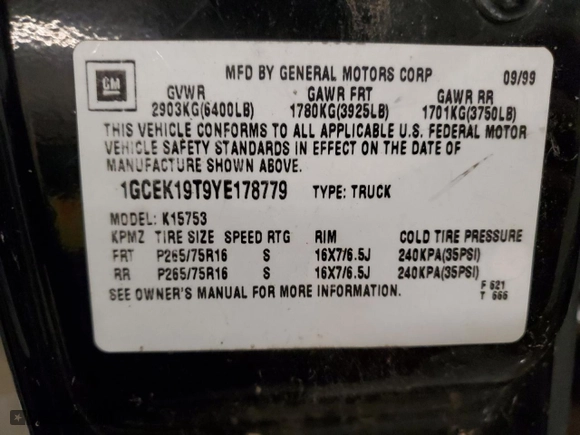 GM
MFD BY GENERAL MOTORS CORP 09/99
GVWR GAWR FRT GAWR RR
2903KG(6400LB) 1780KG(3925LB) 1701KG(3750LB)
THIS VEHICLE CONFORMS TO ALL APPLICABLE U.S. FEDERAL MOTOR
VEHICLE SAFETY STANDARDS IN EFFECT ON THE DATE OF
MANUFACTURE SHOWN ABOVE.
1GCEK19T9YE178779 TYPE: TRUCK
MODEL: K15753
KPMZ TIRE SIZE SPEED RTG RIM COLD TIRE PRESSURE
FRT P265/75R16 S 16X7/6.5J 240KPA(35PSI)
RR P265/75R16 S 16X7/6.5J 240KPA(35PSI)
SEE OWNER'S MANUAL FOR MORE INFORMATION. F 621
T 666